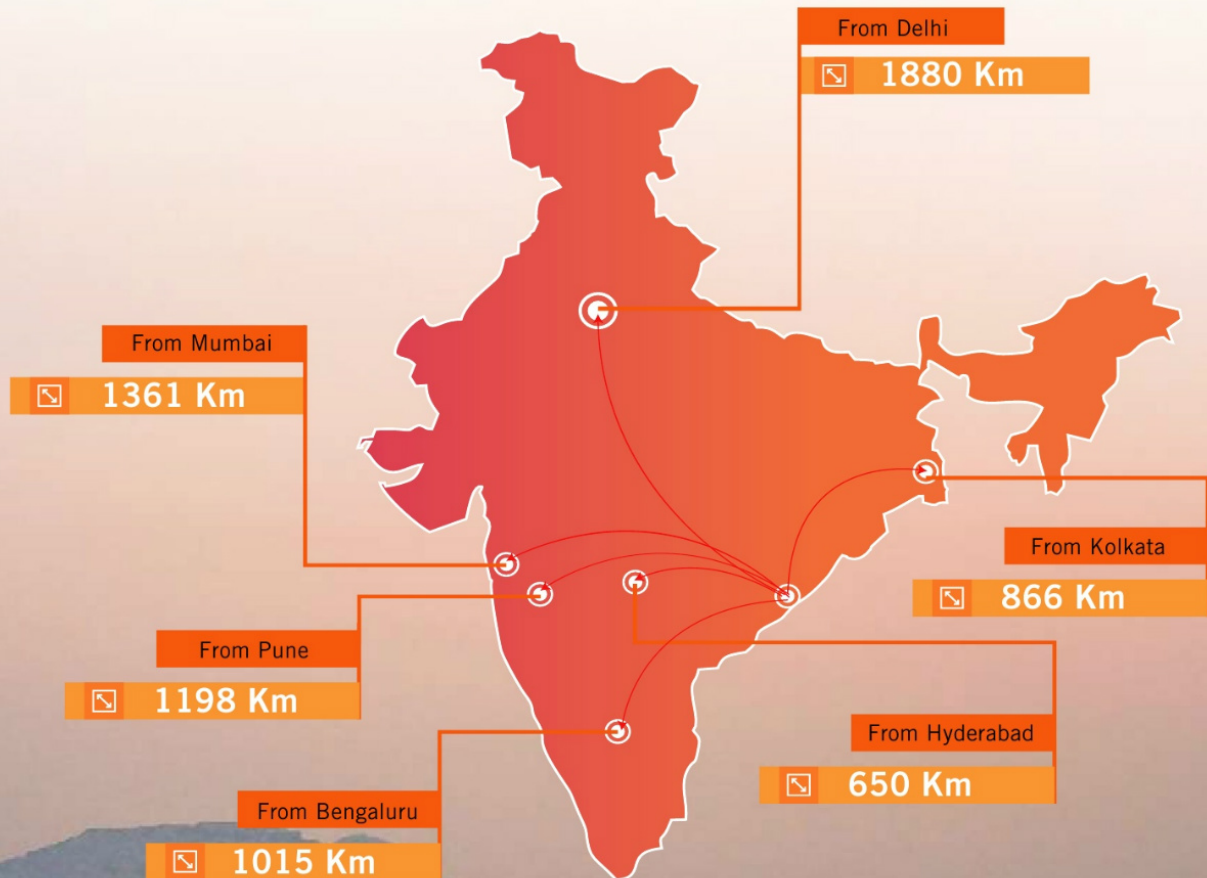 From Delhi
1880 Km
From Mumbai
1361 Km
From Kolkata
866 Km
From Pune
1198 Km
From Hyderabad
650 Km
From Bengaluru
1015 Km